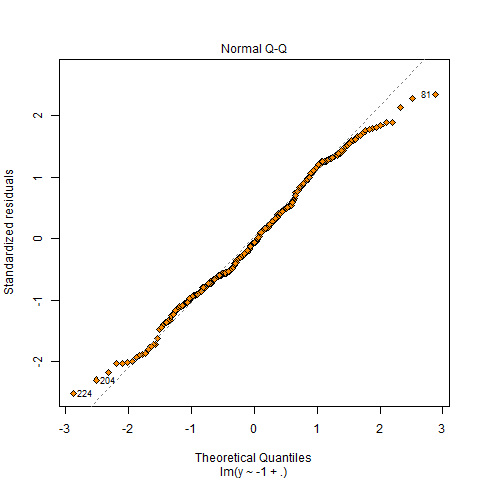 Normal Q-Q
Standardized residuals
2
1
0
-1
-2
81
204
224
-3 -2 -1 0 1 2 3
Theoretical Quantiles
lm(y ~ -1 + .)